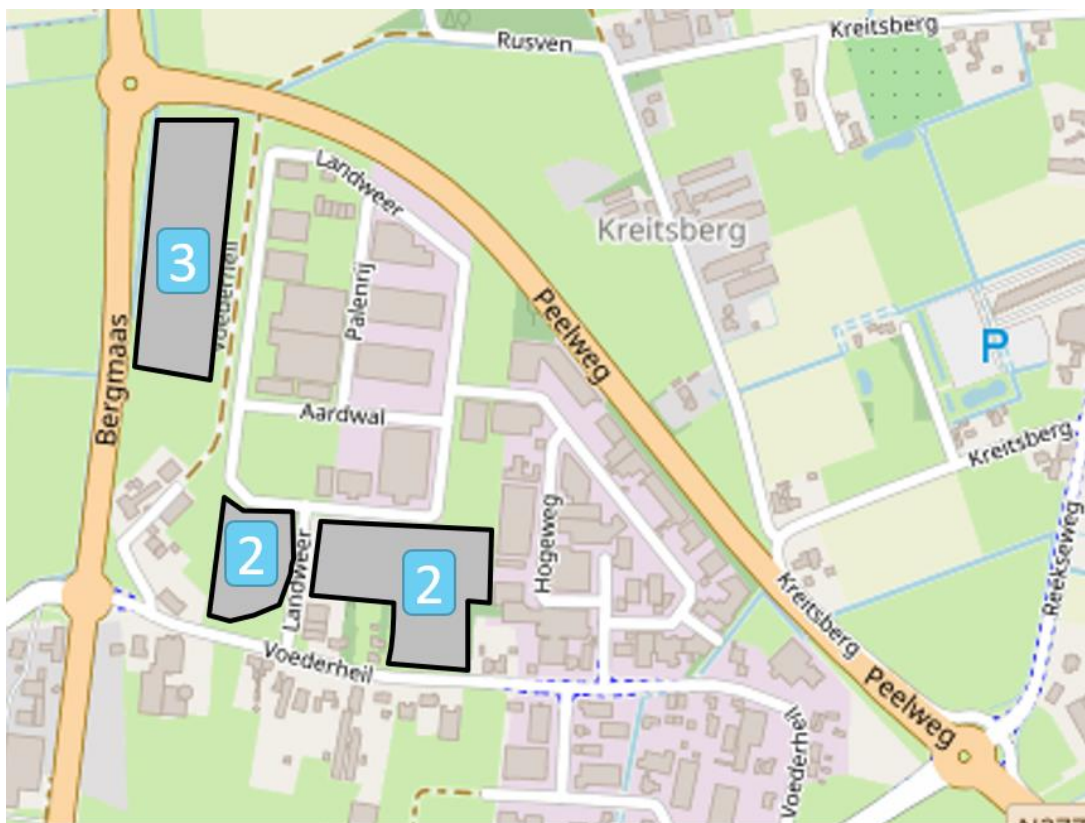 Rusven
Kreitsberg
Landweer
Kreitsberg
3
Voederheil
Palenrij
Peelweg
P
Bergmaas
Aardwal
Kreitsberg
Hogeweg
Reekseweg
2
2
Landweer
Kreitsberg
Voederheil
Peelweg
Voederheil
N277